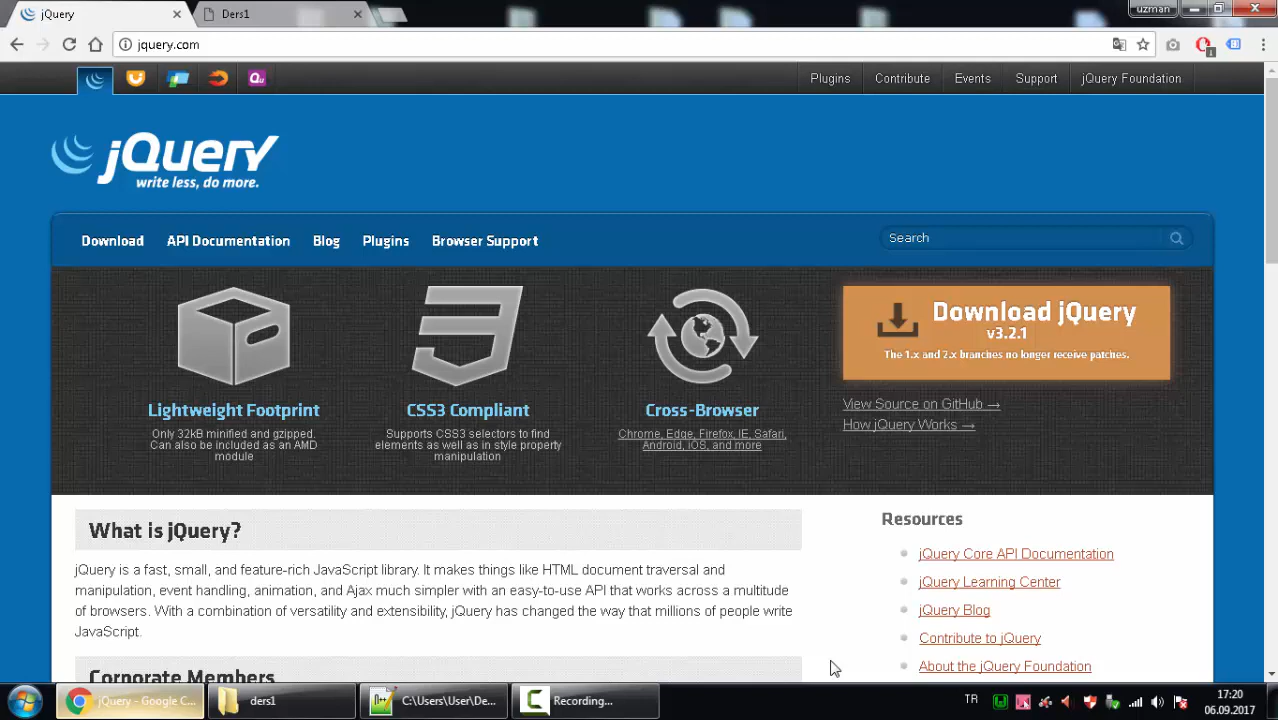 jQuery
Ders1
uzman
jquery.com
1
Plugins
Contribute
Events
Support
jQuery Foundation
jQuery
write less, do more.
Download
API Documentation
Blog
Plugins
Browser Support
Search
Lightweight Footprint
Only 32kB minified and gzipped.
Can also be included as an AMD
module
CSS3 Compliant
Supports CSS3 selectors to find
elements as well as in style property
manipulation
Cross-Browser
Chrome, Edge, Firefox, IE, Safari,
Android, iOS, and more
Download jQuery
v3.2.1
The 1.x and 2.x branches no longer receive patches.
View Source on GitHub →
How jQuery Works →
What is jQuery?
jQuery is a fast, small, and feature-rich JavaScript library. It makes things like HTML document traversal and
manipulation, event handling, animation, and Ajax much simpler with an easy-to-use API that works across a multitude
of browsers. With a combination of versatility and extensibility, jQuery has changed the way that millions of people write
JavaScript.
Corporate Members
Resources
jQuery Core API Documentation
jQuery Learning Center
jQuery Blog
Contribute to jQuery
About the jQuery Foundation
jQuery - Google C...
ders1
C:\Users\User\De...
Recording...
TR
17:20
06.09.2017